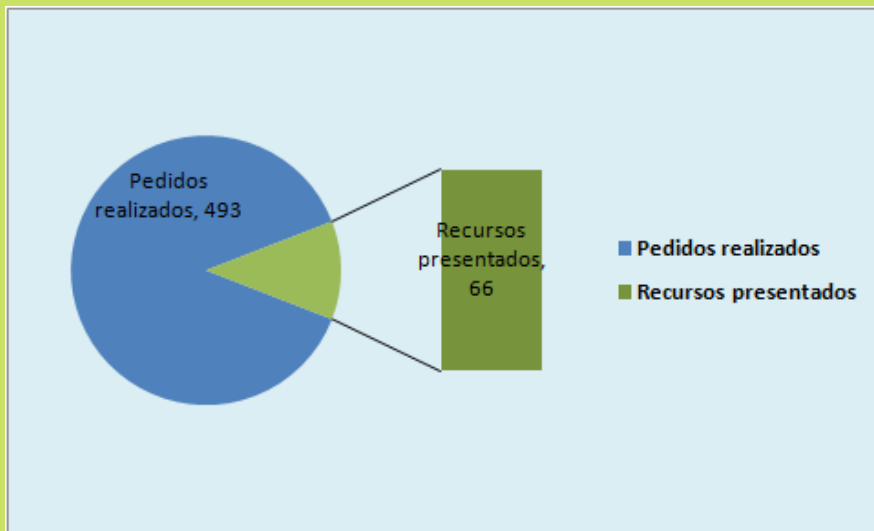 Pedidos
realizados, 493
Recursos
presentados,
66
Pedidos realizados
Recursos presentados